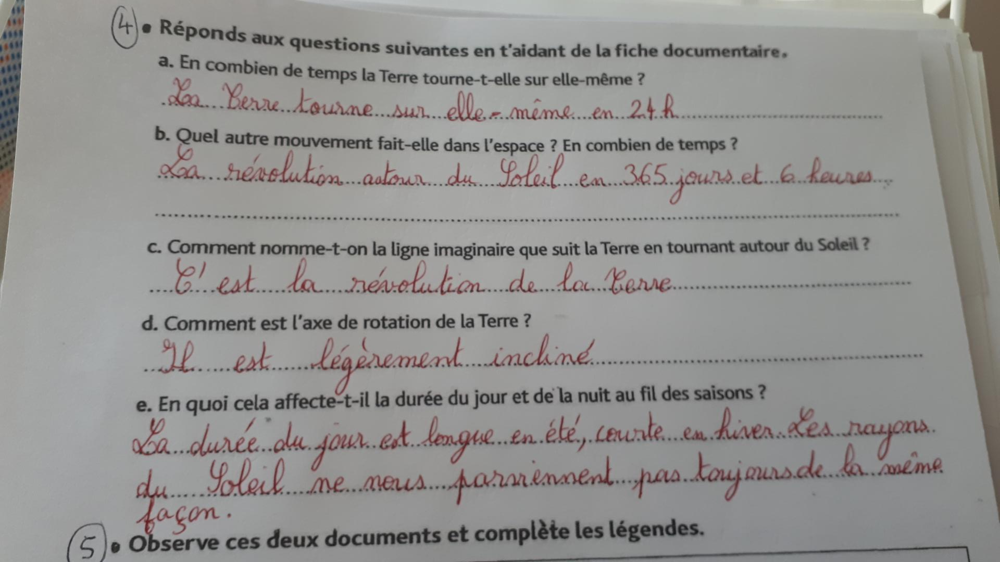 4 • Réponds aux questions suivantes en t'aidant de la fiche documentaire.
a. En combien de temps la Terre tourne-t-elle sur elle-même ?
La Terre tourne sur elle-même en 24h
b. Quel autre mouvement fait-elle dans l'espace ? En combien de temps ?
La révolution autour du Soleil en 365 jours et 6 heures
c. Comment nomme-t-on la ligne imaginaire que suit la Terre en tournant autour du Soleil ?
C'est la révolution de la Terre
d. Comment est l'axe de rotation de la Terre ?
Il est légèrement incliné
e. En quoi cela affecte-t-il la durée du jour et de la nuit au fil des saisons ?
La durée du jour est longue en été, courte en hiver. Les rayons
du Soleil ne nous parviennent pas toujours de la même
façon.
5 • Observe ces deux documents et complète les légendes.